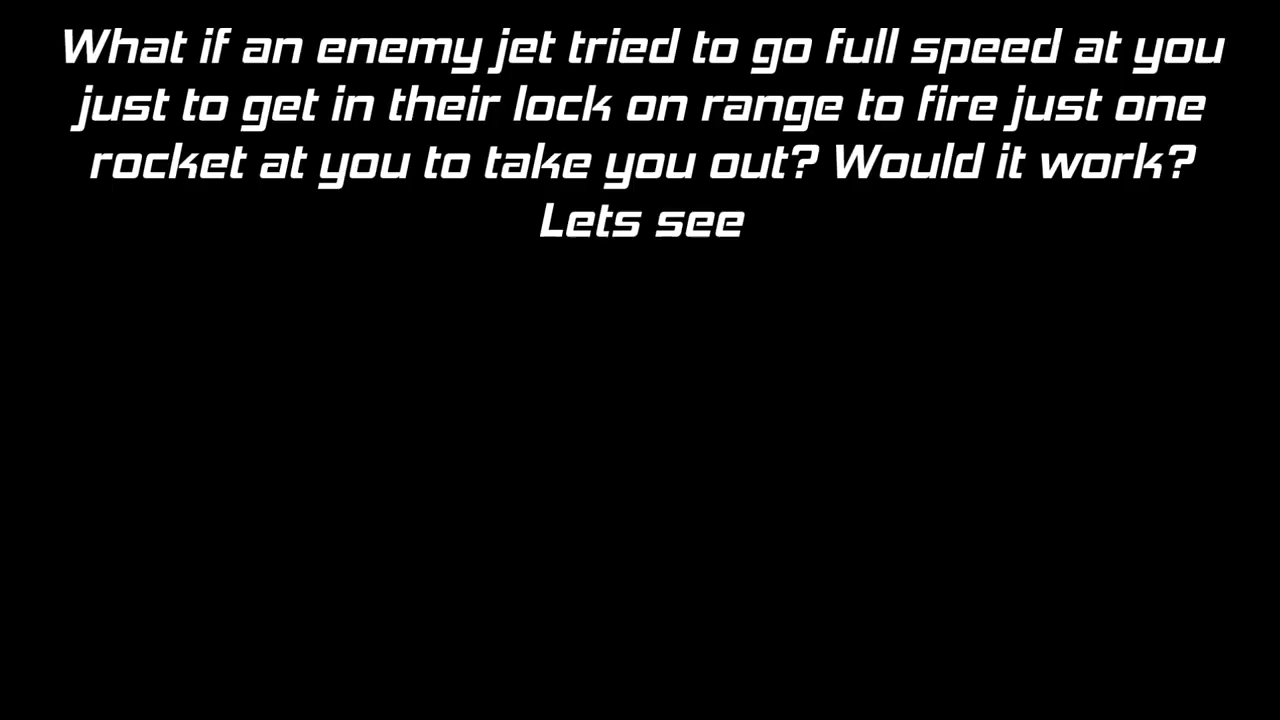 What if an enemy jet tried to go full speed at you
just to get in their lock on range to fire just one
rocket at you to take you out? Would it work?
Lets see